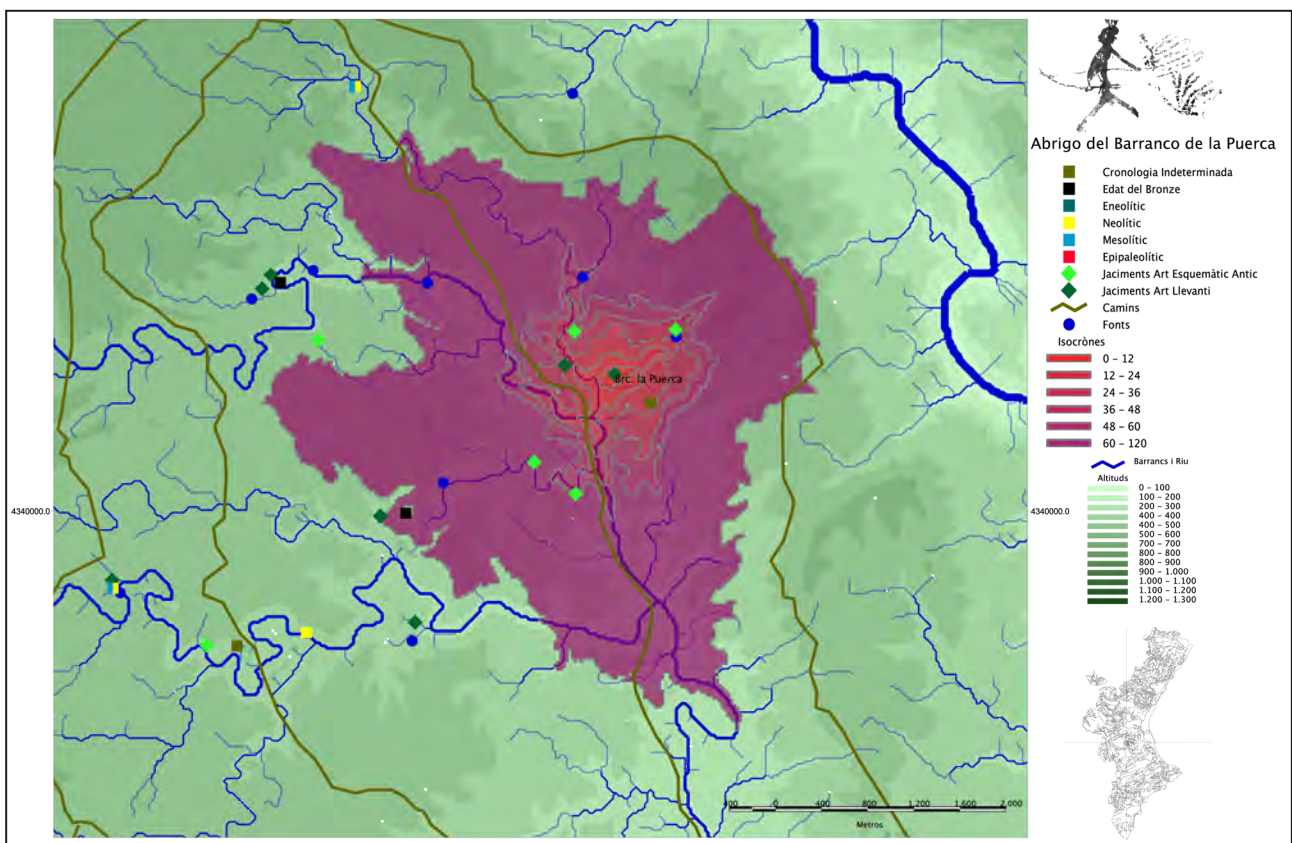 Abrigo del Barranco de la Puerca
Cronologia Indeterminada
Edat del Bronze
Eneolític
Neolític
Mesolític
Epipaleolític
Jaciments Art Esquemàtic Antic
Jaciments Art Llevantí
Camins
Fonts
Isocrònes
0 – 12
12 – 24
24 – 36
36 – 48
48 – 60
60 – 120
Barrancs i Riu
Altituds
0 – 100
100 – 200
200 – 300
400 – 400
400 – 500
500 – 600
700 – 700
800 – 800
800 – 900
900 – 1.000
1.000 – 1.100
1.100 – 1.200
1.200 – 1.300
Brc. la Puerca
4340000.0
4340000.0
400 0 400 800 1,200 1,600 2,000
Metros